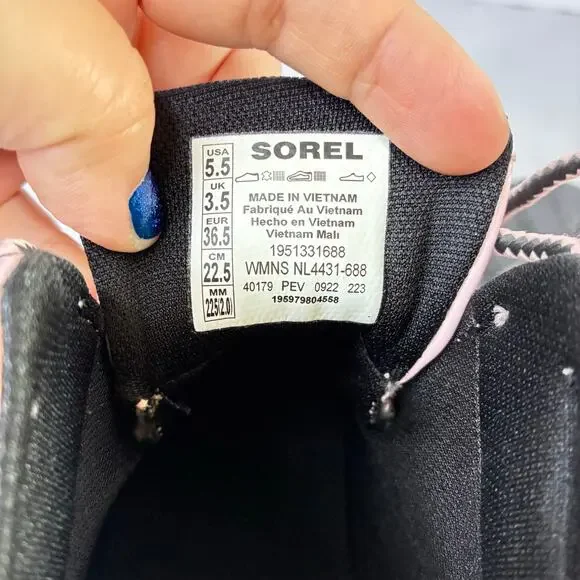 USA
5.5
UK
3.5
EUR
36.5
CM
22.5
MM
225(2.0)
SOREL
MADE IN VIETNAM
Fabriqué Au Vietnam
Hecho en Vietnam
Vietnam Malı
1951331688
WMNS NL4431-688
40179 PEV 0922 223
195979804558